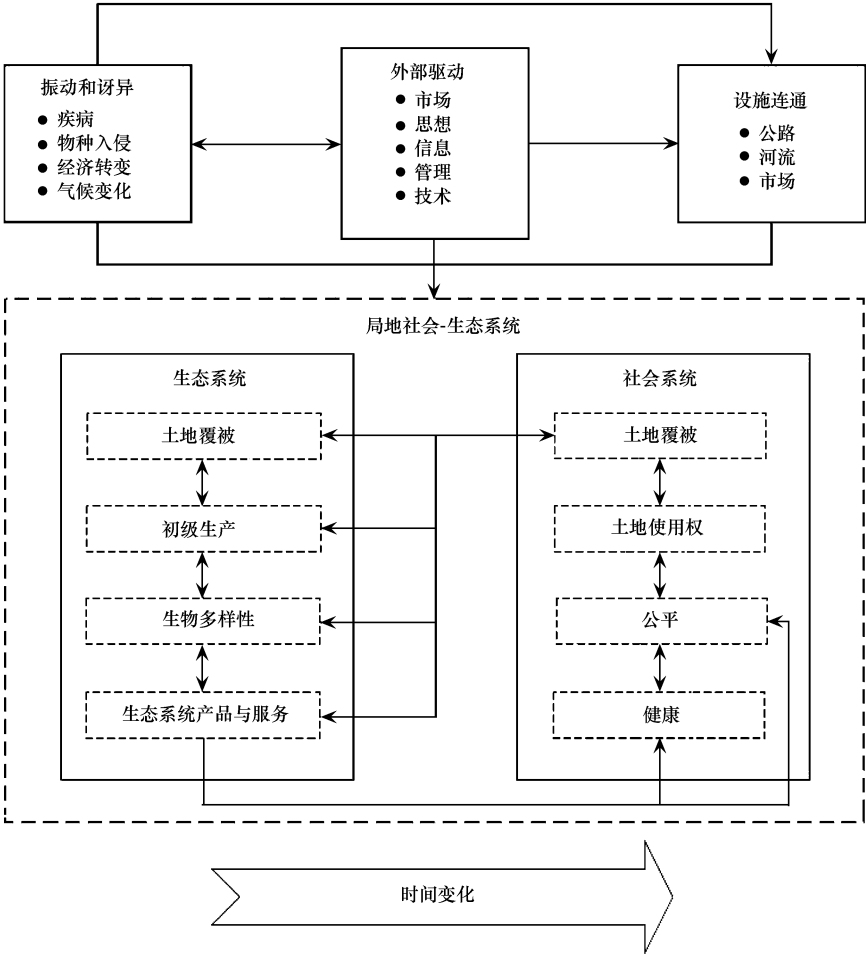 振动和讶异
● 疾病
● 物种入侵
● 经济转变
● 气候变化
外部驱动
● 市场
● 思想
● 信息
● 管理
● 技术
设施连通
● 公路
● 河流
● 市场
局地社会-生态系统
生态系统
土地覆被
初级生产
生物多样性
生态系统产品与服务
社会系统
土地覆被
土地使用权
公平
健康
时间变化